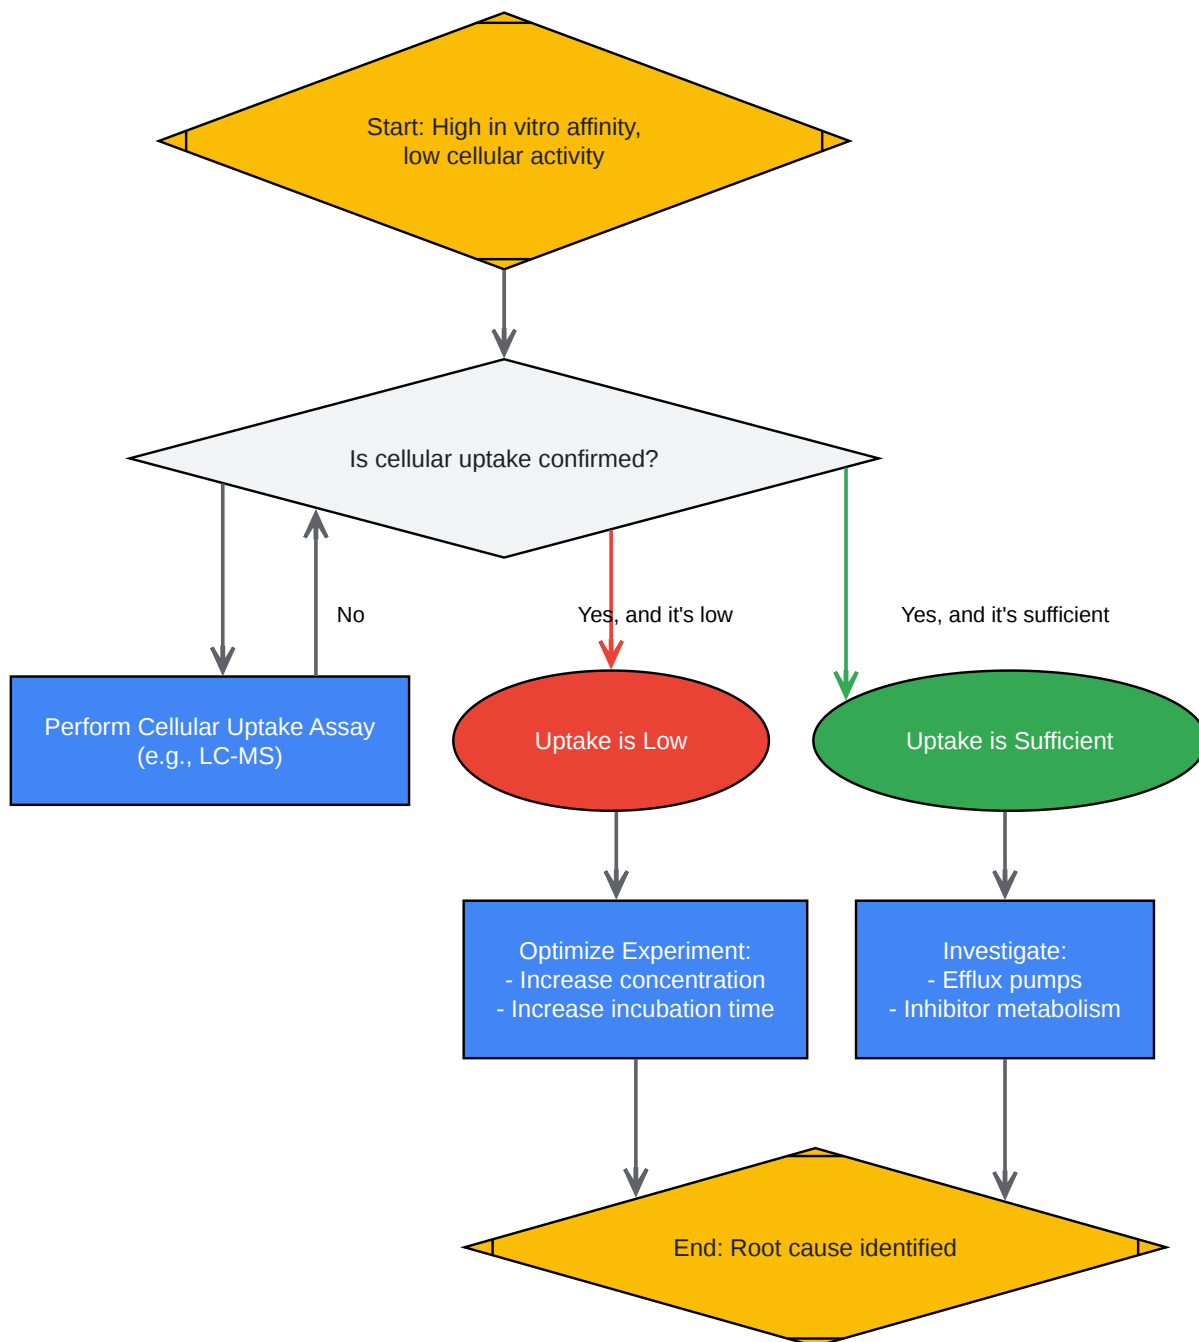 Start: High in vitro affinity,
low cellular activity
Is cellular uptake confirmed?
No
Yes, and it's low
Yes, and it's sufficient
Perform Cellular Uptake Assay
(e.g., LC-MS)
Uptake is Low
Uptake is Sufficient
Optimize Experiment:
- Increase concentration
- Increase incubation time
Investigate:
- Efflux pumps
- Inhibitor metabolism
End: Root cause identified